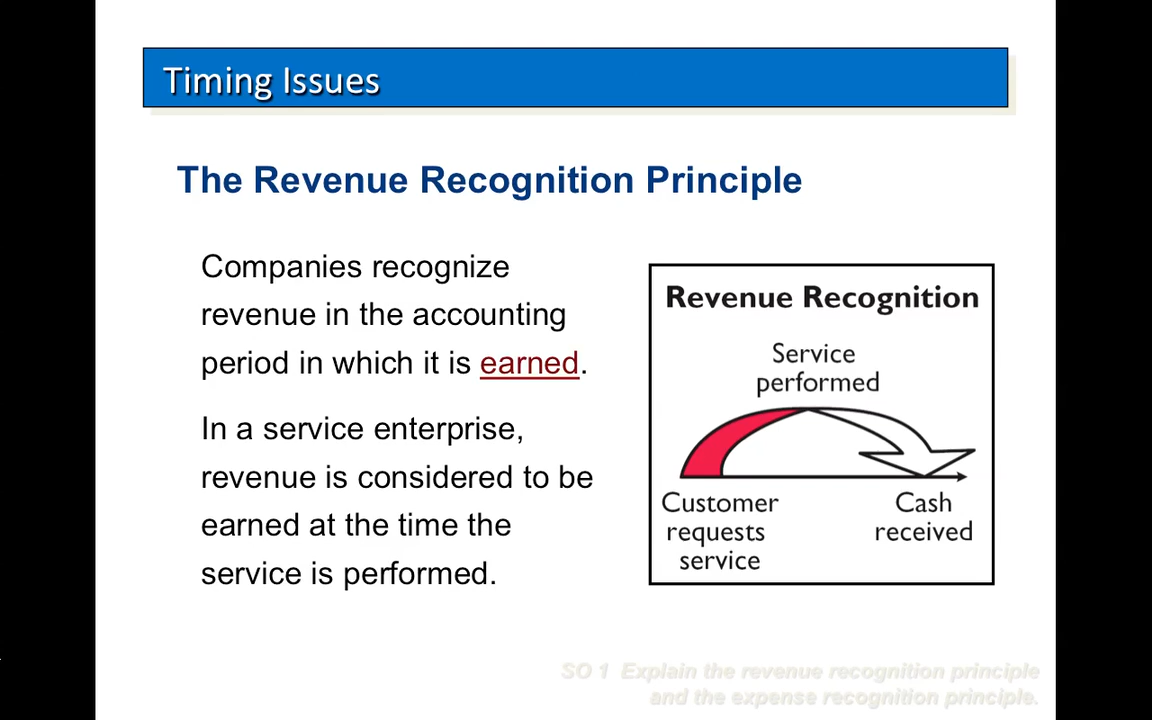 Timing Issues
The Revenue Recognition Principle
Companies recognize
revenue in the accounting
period in which it is earned.
In a service enterprise,
revenue is considered to be
earned at the time the
service is performed.
Revenue Recognition
Service
performed
Customer
requests
service
Cash
received
SO 1 Explain the revenue recognition principle
and the expense recognition principle.